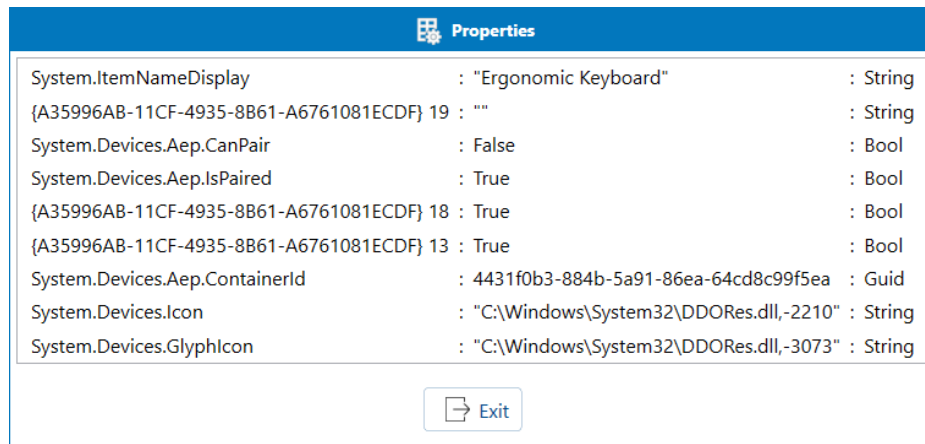 Properties
System.ItemNameDisplay : "Ergonomic Keyboard" : String
{A35996AB-11CF-4935-8B61-A6761081ECDF} 19 : "" : String
System.Devices.Aep.CanPair : False : Bool
System.Devices.Aep.IsPaired : True : Bool
{A35996AB-11CF-4935-8B61-A6761081ECDF} 18 : True : Bool
{A35996AB-11CF-4935-8B61-A6761081ECDF} 13 : True : Bool
System.Devices.Aep.ContainerId : 4431f0b3-884b-5a91-86ea-64cd8c99f5ea : Guid
System.Devices.Icon : "C:\Windows\System32\DDORes.dll,-2210" : String
System.Devices.GlyphIcon : "C:\Windows\System32\DDORes.dll,-3073" : String
Exit